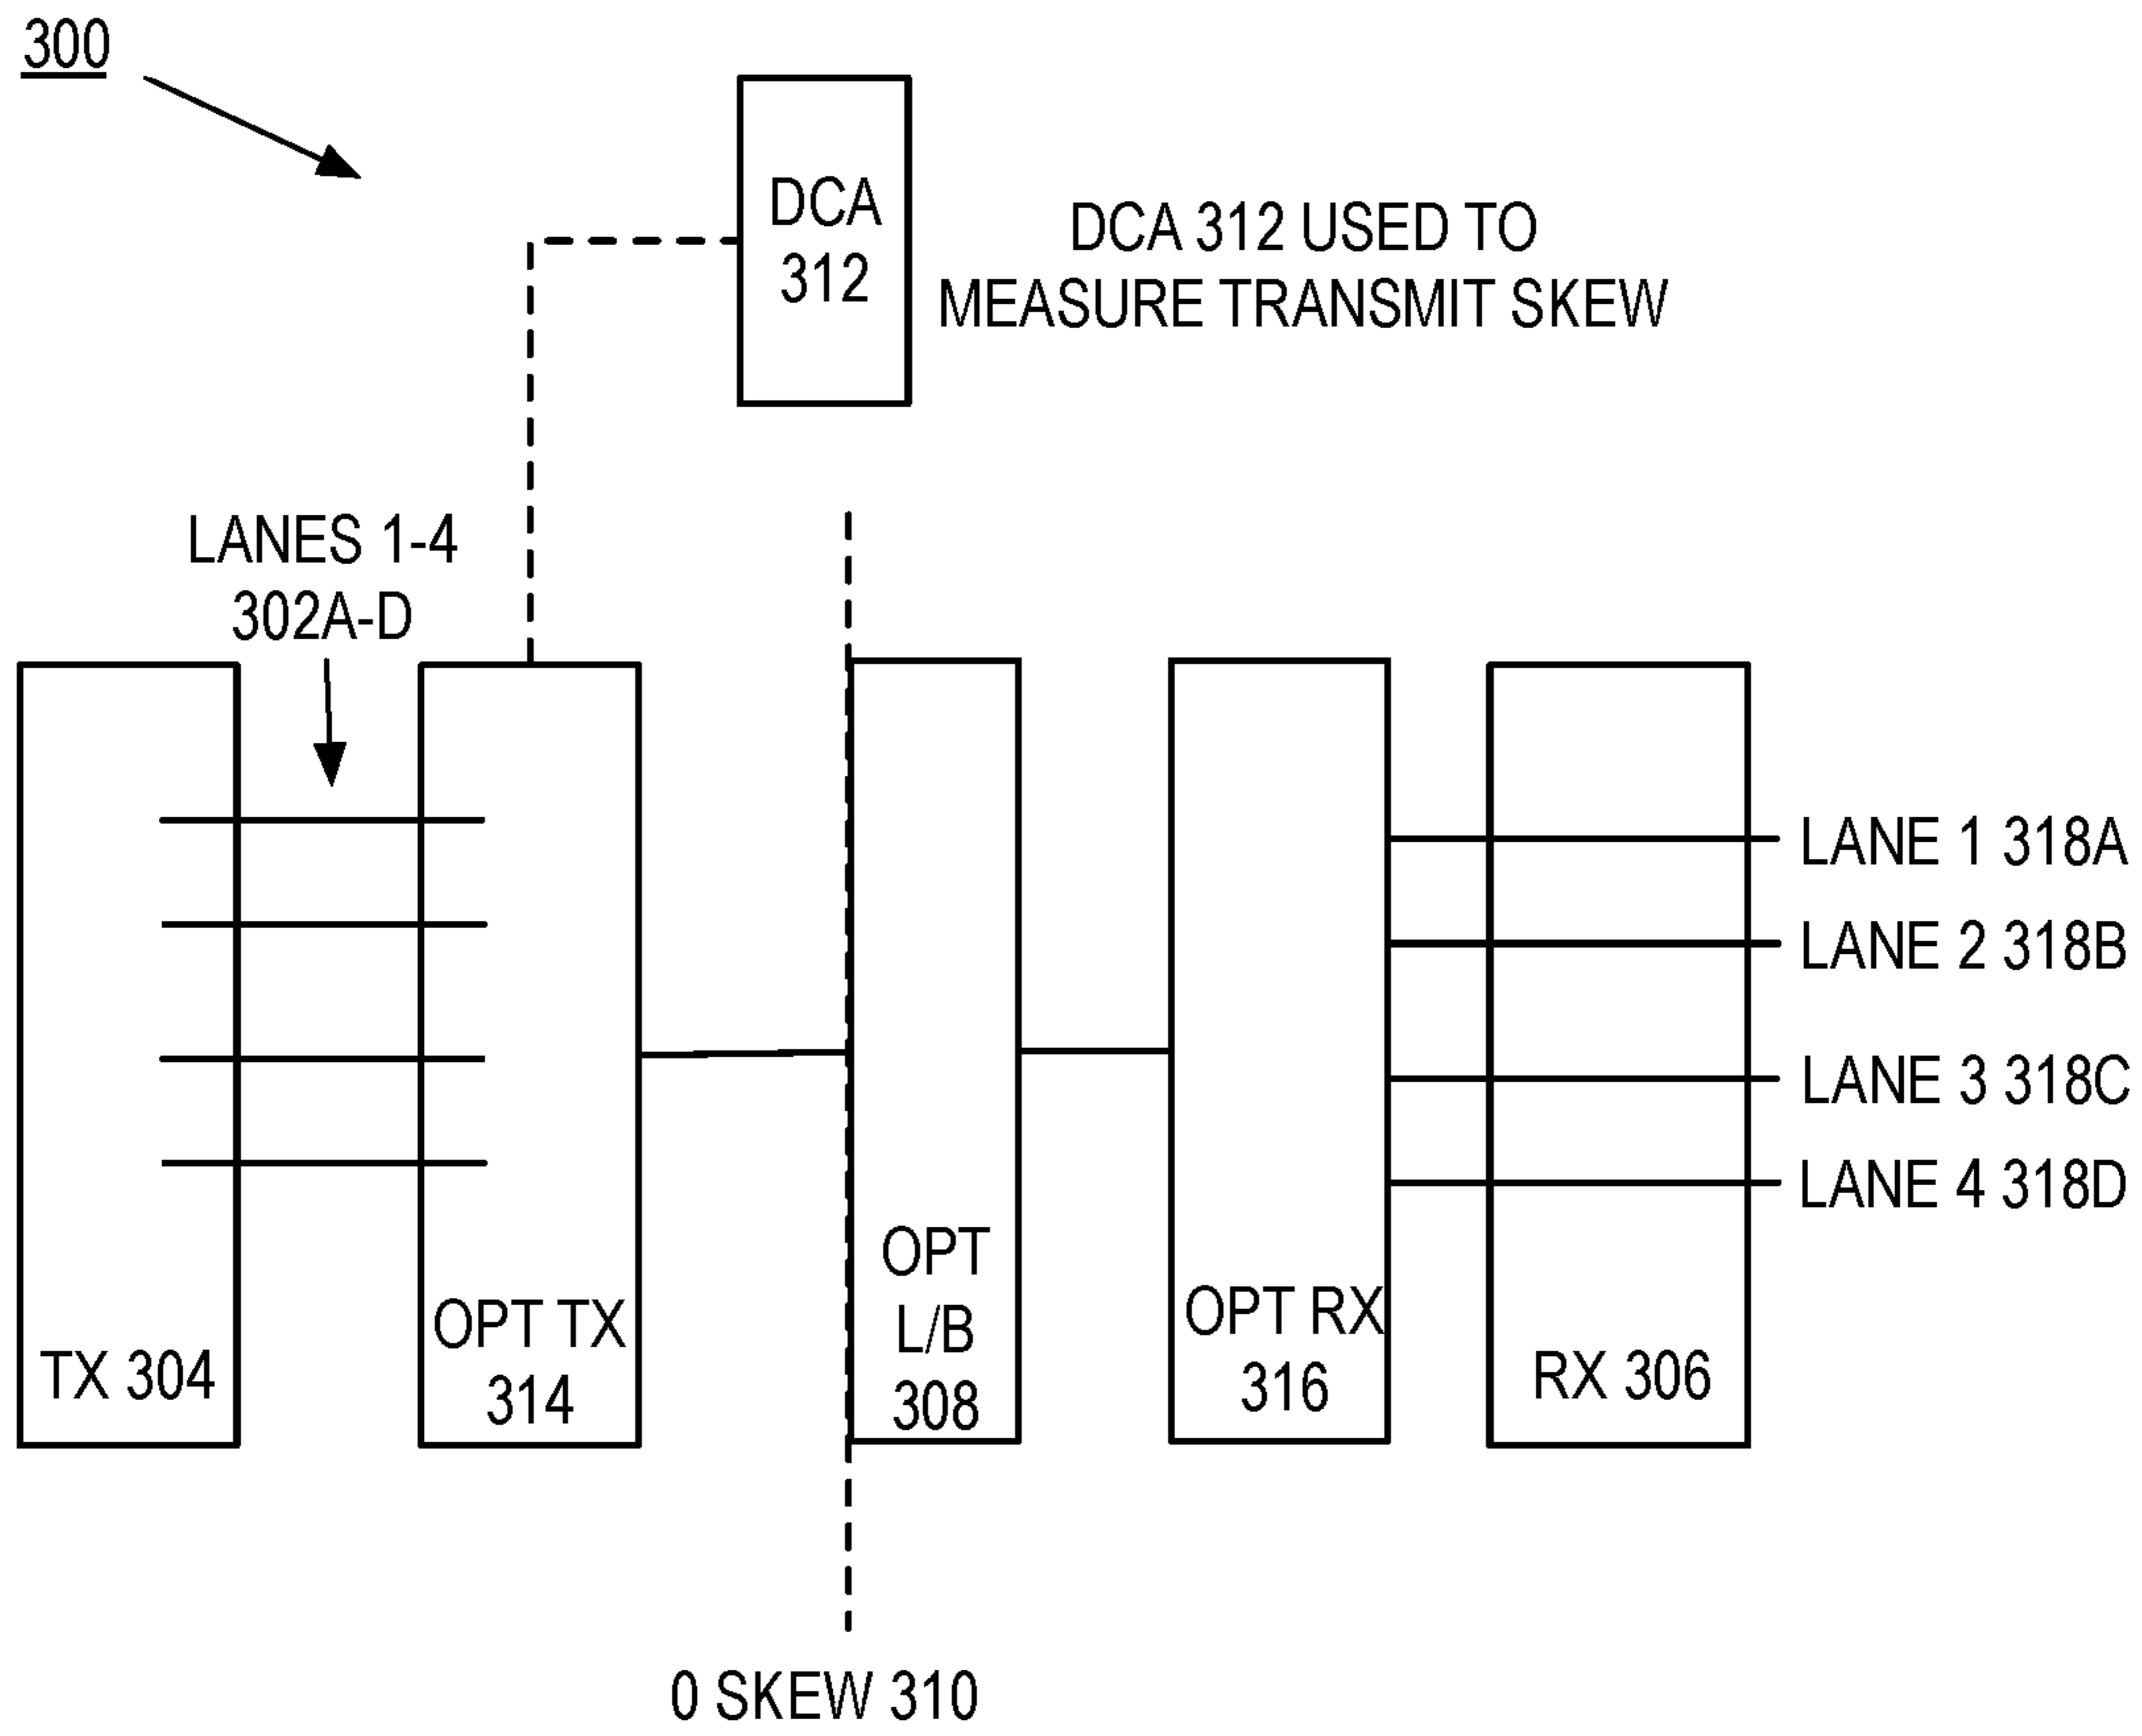 300
DCA
312
DCA 312 USED TO
MEASURE TRANSMIT SKEW
LANES 1-4
302A-D
LANE 1 318A
LANE 2 318B
LANE 3 318C
LANE 4 318D
TX 304
OPT TX
314
OPT
L/B
308
OPT RX
316
RX 306
0 SKEW 310